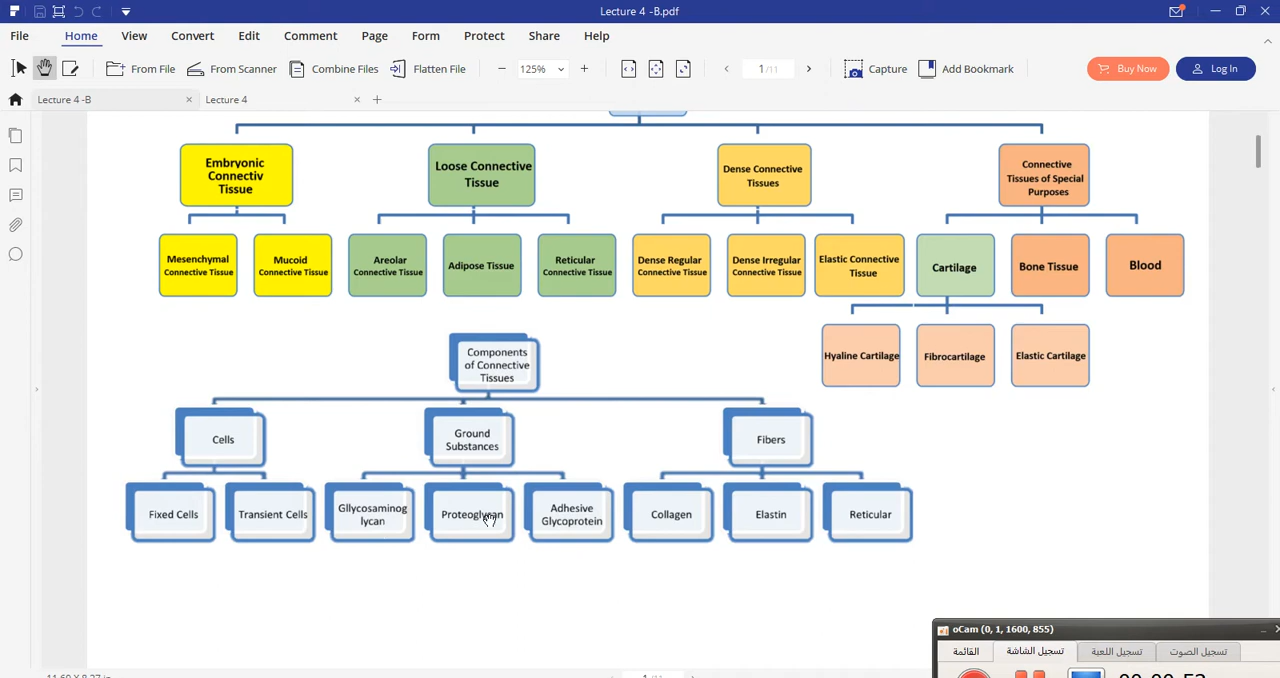 Lecture 4 -B.pdf
File Home View Convert Edit Comment Page Form Protect Share Help
From File From Scanner Combine Files Flatten File 125% 1/11 Capture Add Bookmark Buy Now Log In
Lecture 4 -B Lecture 4
Embryonic
Connectiv
Tissue
Loose Connective
Tissue
Dense Connective
Tissues
Connective
Tissues of Special
Purposes
Mesenchymal
Connective Tissue
Mucoid
Connective Tissue
Areolar
Connective Tissue
Adipose Tissue
Reticular
Connective Tissue
Dense Regular
Connective Tissue
Dense Irregular
Connective Tissue
Elastic Connective
Tissue
Cartilage
Bone Tissue
Blood
Hyaline Cartilage
Fibrocartilage
Elastic Cartilage
Components
of Connective
Tissues
Cells
Ground
Substances
Fibers
Fixed Cells
Transient Cells
Gllycosaminog
lycan
Proteoglycan
Adhesive
Glycoprotein
Collagen
Elastin
Reticular
oCam (0, 1, 1600, 855)
القائمة تسجيل الشاشة تسجيل اللعبة تسجيل الصوت